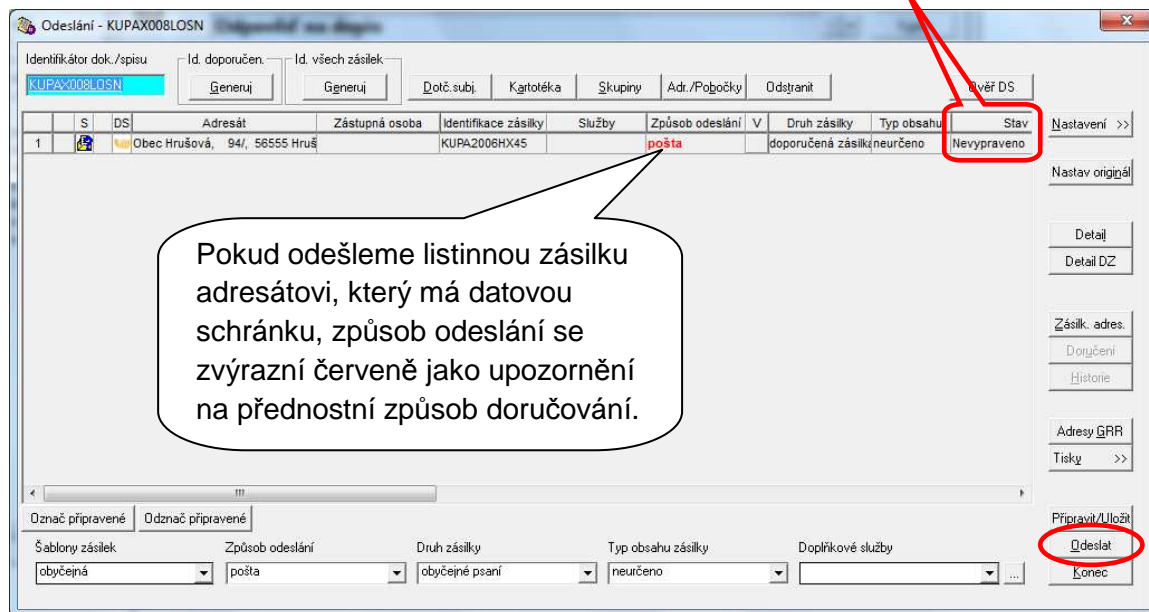 Odeslání - KUPAX008LOSN
Identifikátor dok./spisu
Id. doporučen.
Id. všech zásilek
KUPAX008LOSN
Generuj
Generuj
Dotč.subj.
Kartotéka
Skupiny
Adr./Pobočky
Odstranit
Ověř DS
S DS Adresát Zástupná osoba Identifikace zásilky Služby Způsob odeslání V Druh zásilky Typ obsahu Stav
1 Obec Hrušová, 94/, 56555 Hruš KUPA2006HX45 pošta doporučená zásilka neurčeno Nevypraveno
Nastavení >>
Nastav originál
Detail
Detail DZ
Zásilk. adres.
Doručení
Historie
Adresy GRR
Tisky >>
Pokud odešleme listinnou zásilku
adresátovi, který má datovou
schránku, způsob odeslání se
zvýrazní červeně jako upozornění
na přednostní způsob doručování.
Označ připravené
Odznač připravené
Připravit/Uložit
Odeslat
Konec
Šablony zásilek
Způsob odeslání
Druh zásilky
Typ obsahu zásilky
Doplňkové služby
obyčejná
pošta
obyčejné psaní
neurčeno
...